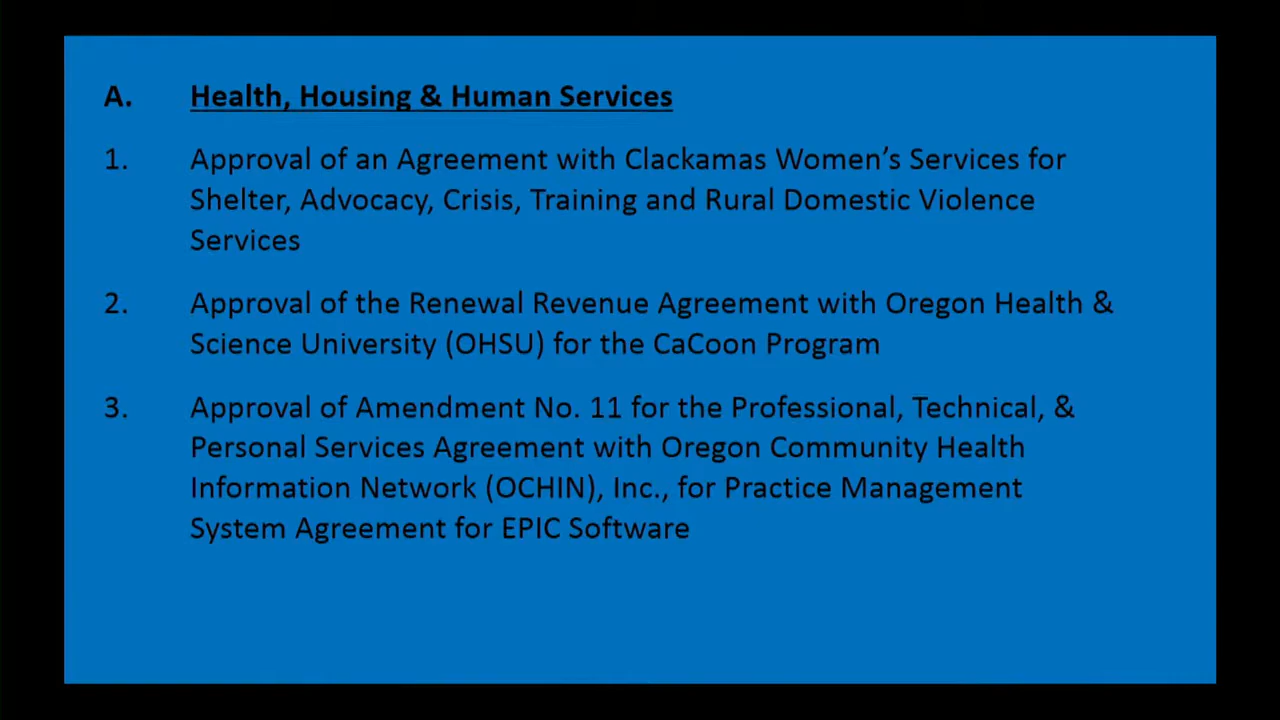 A. Health, Housing & Human Services
1. Approval of an Agreement with Clackamas Women’s Services for
Shelter, Advocacy, Crisis, Training and Rural Domestic Violence
Services
2. Approval of the Renewal Revenue Agreement with Oregon Health &
Science University (OHSU) for the CaCoon Program
3. Approval of Amendment No. 11 for the Professional, Technical, &
Personal Services Agreement with Oregon Community Health
Information Network (OCHIN), Inc., for Practice Management
System Agreement for EPIC Software